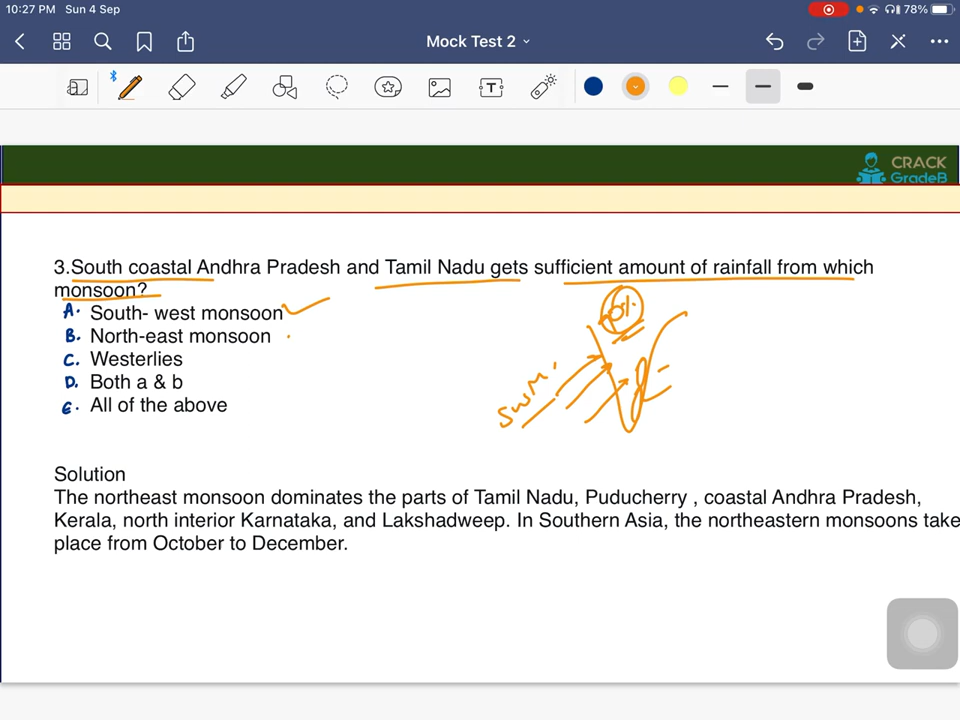 10:27 PM Sun 4 Sep
78%
Mock Test 2
T
CRACK
GradeB
3.South coastal Andhra Pradesh and Tamil Nadu gets sufficient amount of rainfall from which
monsoon?
A. South- west monsoon
B. North-east monsoon
C. Westerlies
D. Both a & b
E. All of the above
SWM.
Solution
The northeast monsoon dominates the parts of Tamil Nadu, Puducherry , coastal Andhra Pradesh,
Kerala, north interior Karnataka, and Lakshadweep. In Southern Asia, the northeastern monsoons take
place from October to December.